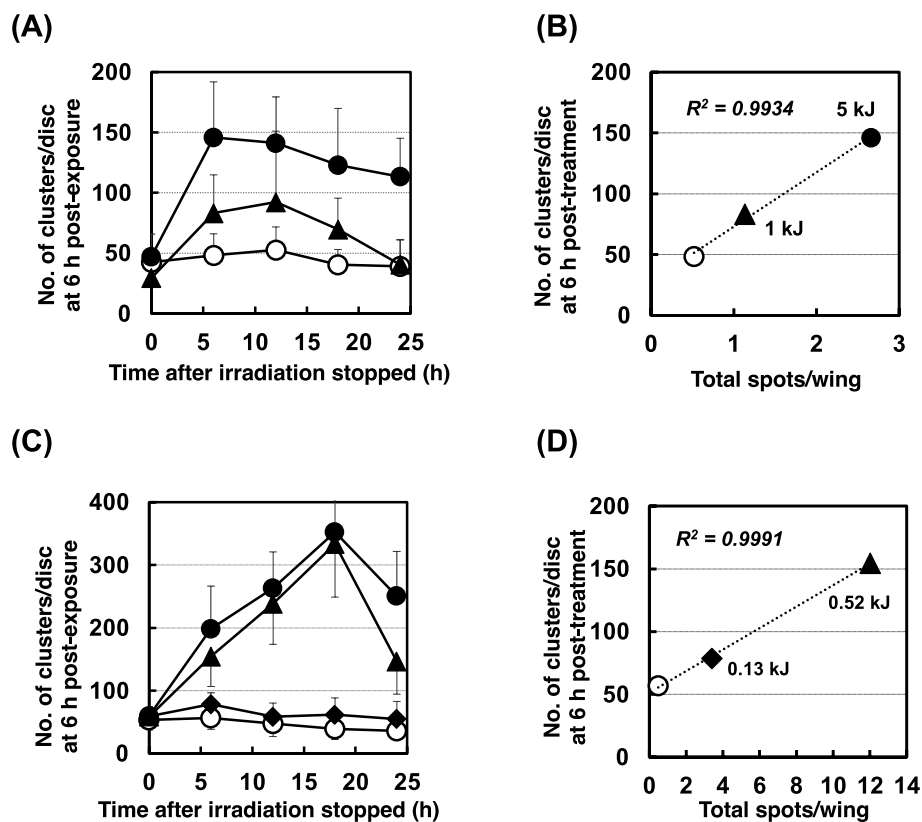 (A)
No. of clusters/disc
at 6 h post-exposure
200
150
100
50
0
0 5 10 15 20 25
Time after irradiation stopped (h)
(B)
No. of clusters/disc
at 6 h post-treatment
200
150
100
50
0
R² = 0.9934
5 kJ
1 kJ
0 1 2 3
Total spots/wing
(C)
No. of clusters/disc
at 6 h post-exposure
400
300
200
100
0
0 5 10 15 20 25
Time after irradiation stopped (h)
(D)
No. of clusters/disc
at 6 h post-treatment
200
150
100
50
0
R² = 0.9991
0.52 kJ
0.13 kJ
0 2 4 6 8 10 12 14
Total spots/wing